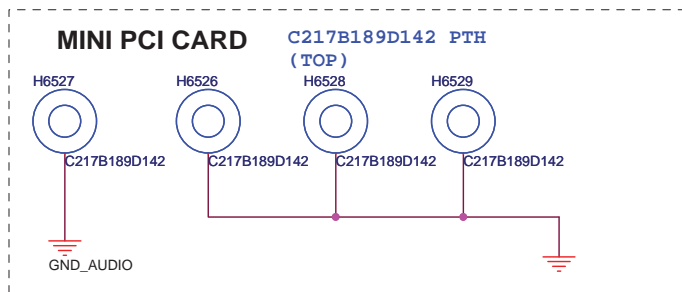 MINI PCI CARD
C217B189D142 PTH
(TOP)
H6527
H6526
H6528
H6529
C217B189D142
C217B189D142
C217B189D142
C217B189D142
GND_AUDIO